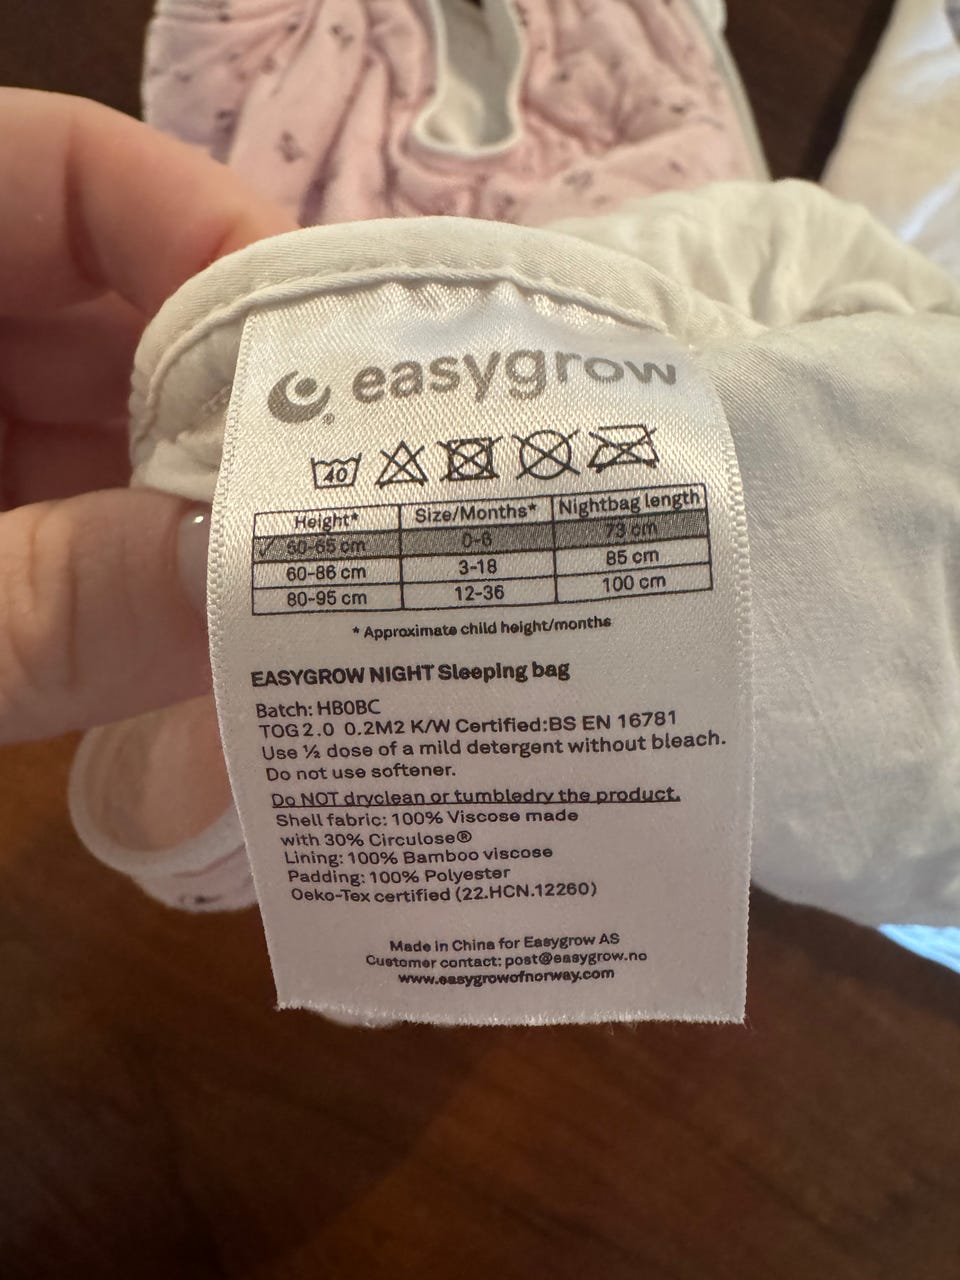 easygrow®
40
Height* Size/Months* Nightbag length
✓ 50-65 cm 0-6 73 cm
60-86 cm 3-18 85 cm
80-95 cm 12-36 100 cm
* Approximate child height/months
EASYGROW NIGHT Sleeping bag
Batch: HB0BC
TOG 2.0 0.2M2 K/W Certified:BS EN 16781
Use ½ dose of a mild detergent without bleach.
Do not use softener.
Do NOT dryclean or tumbledry the product.
Shell fabric: 100% Viscose made
with 30% Circulose®
Lining: 100% Bamboo viscose
Padding: 100% Polyester
Oeko-Tex certified (22.HCN.12260)
Made in China for Easygrow AS
Customer contact: post@easygrow.no
www.easygrowofnorway.com